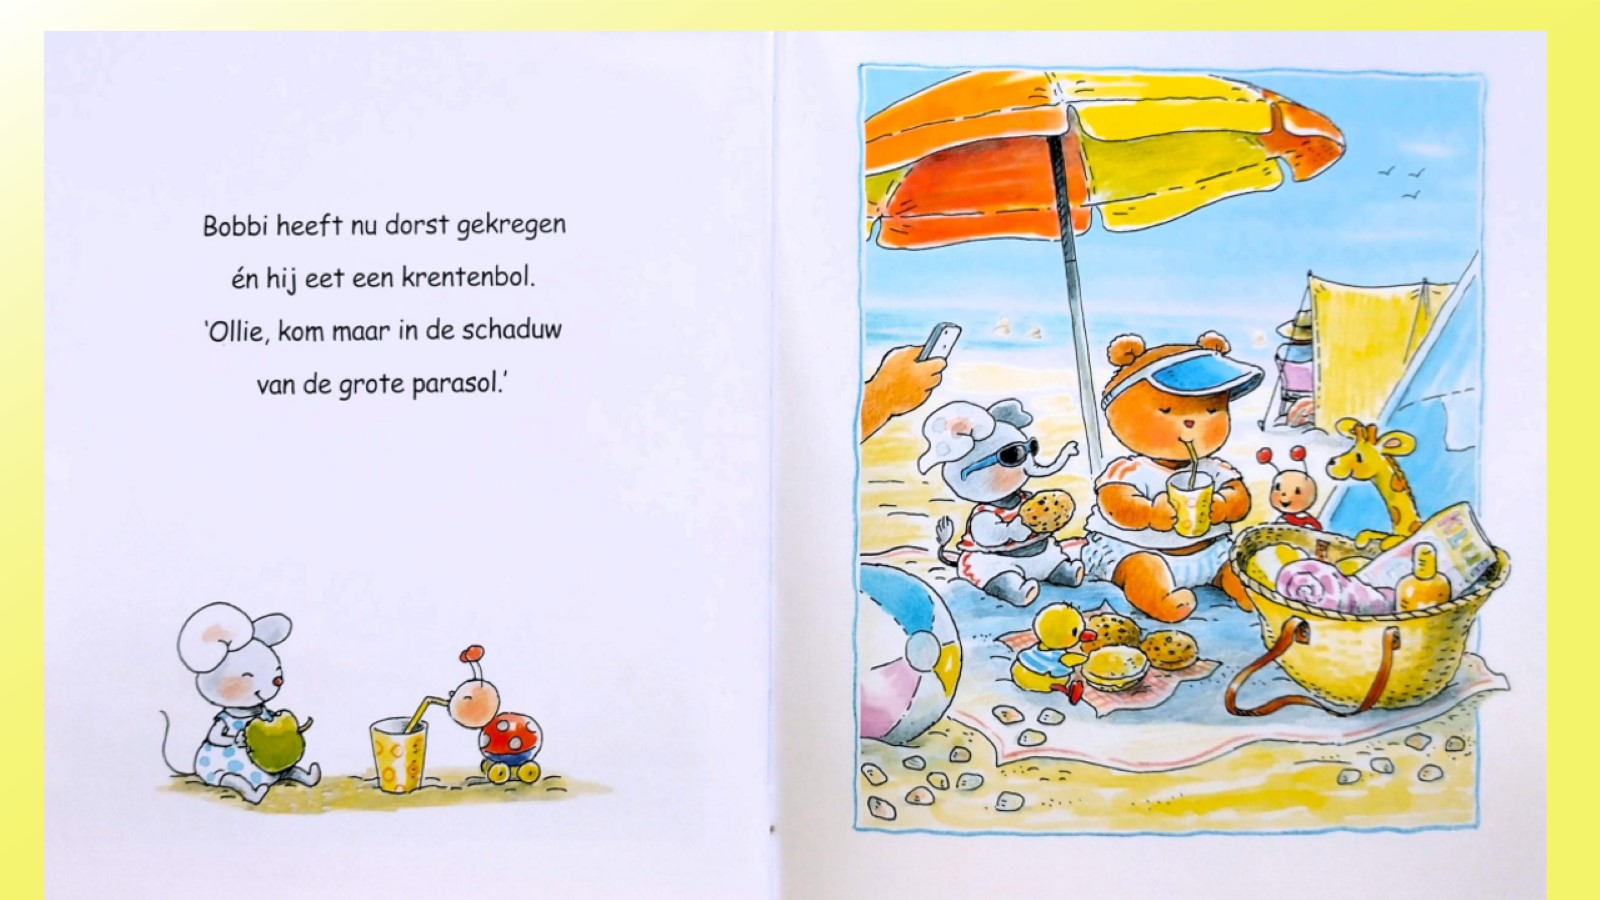 Bobbi heeft nu dorst gekregen
én hij eet een krentenbol.
‘Ollie, kom maar in de schaduw
van de grote parasol.’